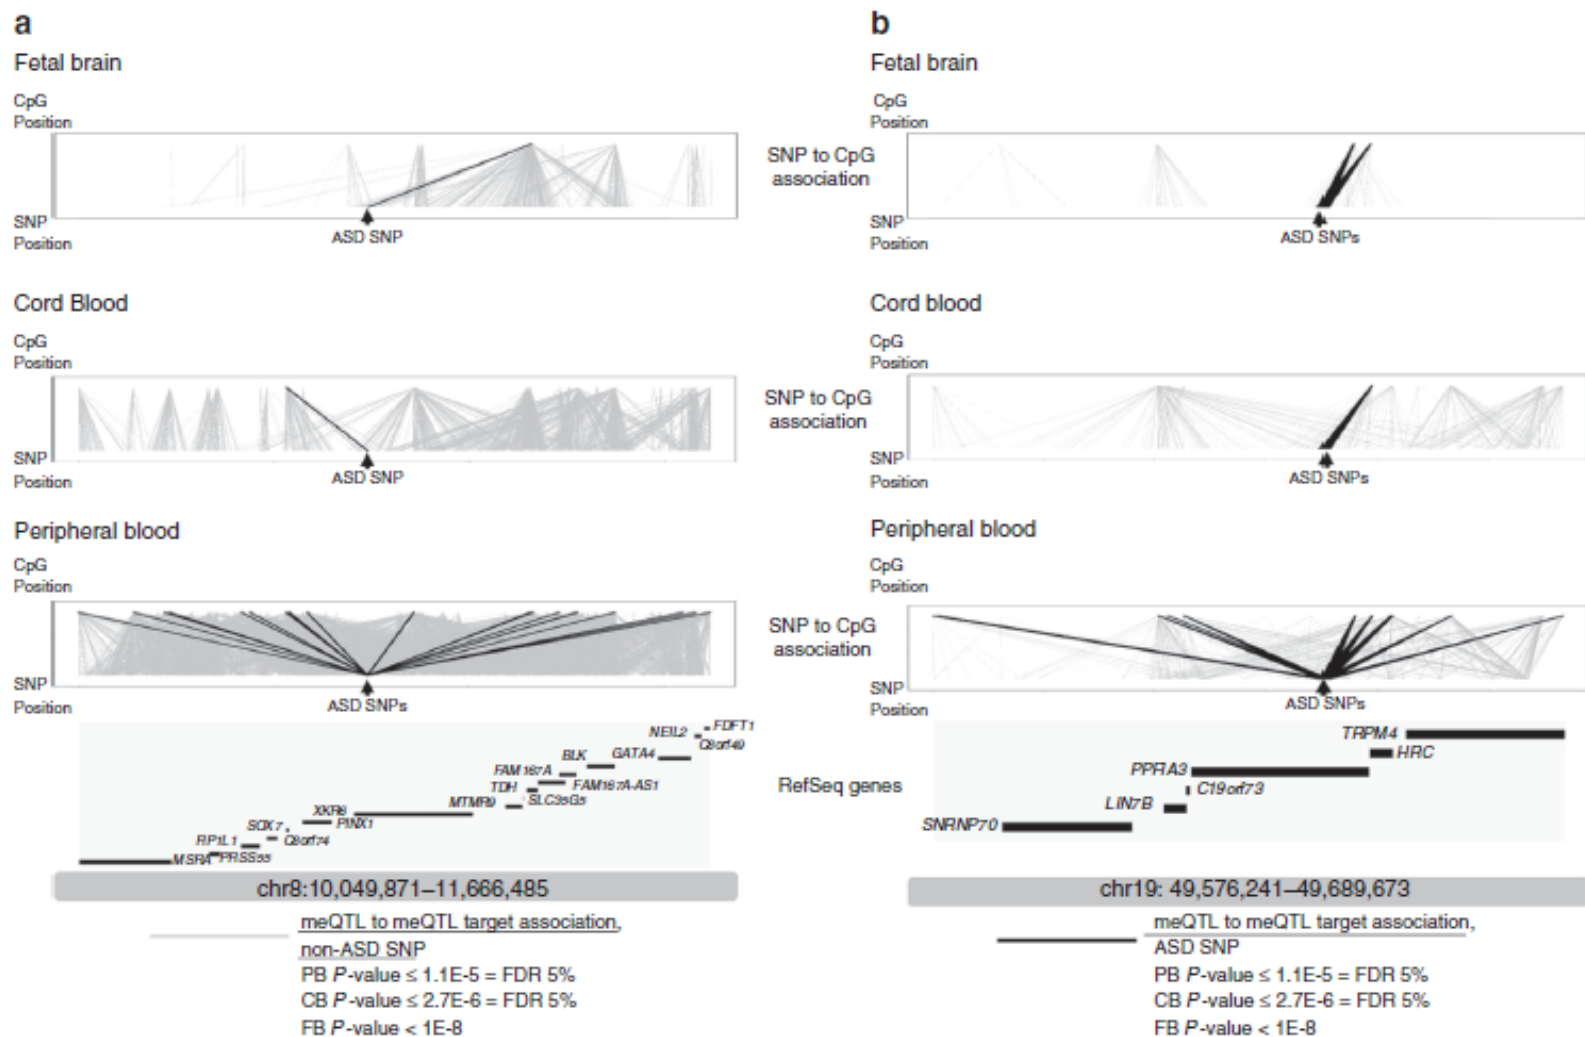 a
Fetal brain
CpG
Position
SNP
Position
ASD SNP
SNP to CpG
association
Cord Blood
CpG
Position
SNP
Position
ASD SNP
SNP to CpG
association
Peripheral blood
CpG
Position
SNP
Position
ASD SNPs
SNP to CpG
association
NEIL2
FDFT1
C8orf49
BLK
GATA4
FAM167A
TDH
FAM167A-AS1
MTMR9
SLC35G5
XKR6
PINX1
SOX7
C8orf74
RP1L1
MSRA
PRSS55
RefSeq genes
chr8:10,049,871–11,666,485
meQTL to meQTL target association,
non-ASD SNP
PB P-value ≤ 1.1E-5 = FDR 5%
CB P-value ≤ 2.7E-6 = FDR 5%
FB P-value < 1E-8
b
Fetal brain
CpG
Position
SNP
Position
ASD SNPs
Cord blood
CpG
Position
SNP
Position
ASD SNPs
Peripheral blood
CpG
Position
SNP
Position
ASD SNPs
TRPM4
HRC
PPFIA3
C19orf73
LIN7B
SNRNP70
chr19: 49,576,241–49,689,673
meQTL to meQTL target association,
ASD SNP
PB P-value ≤ 1.1E-5 = FDR 5%
CB P-value ≤ 2.7E-6 = FDR 5%
FB P-value < 1E-8